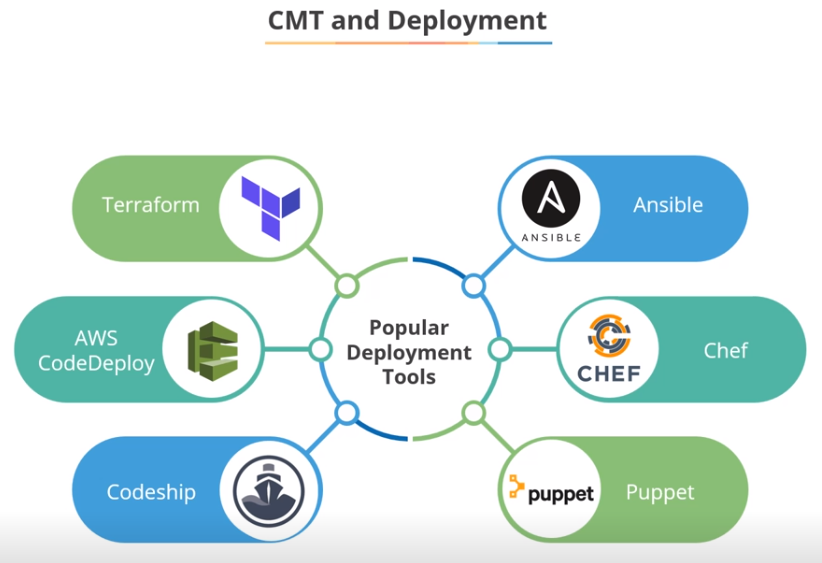 CMT and Deployment
Terraform
ANSIBLE
Ansible
AWS
CodeDeploy
Popular
Deployment
Tools
CHEF
Chef
Codeship
puppet
Puppet